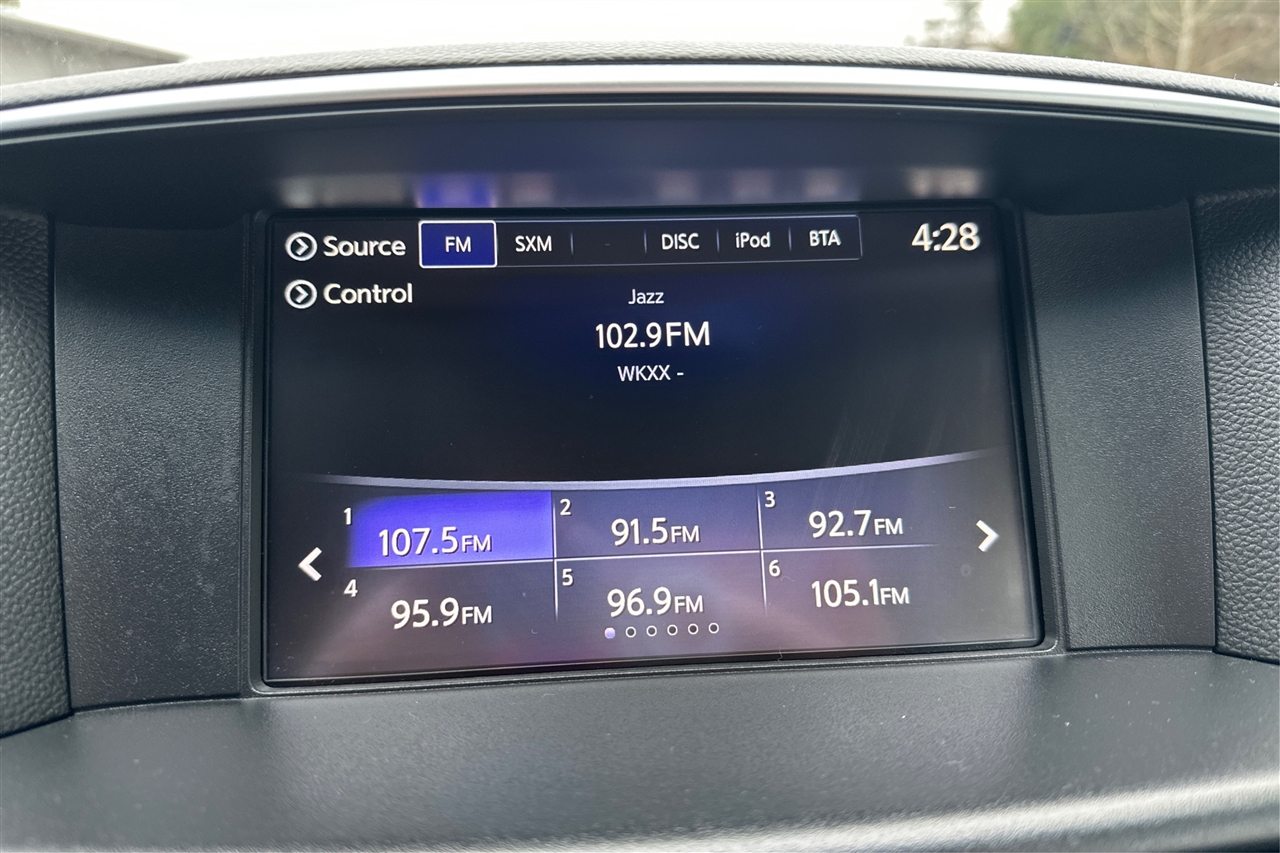 Source FM SXM - DISC iPod BTA 4:28
Control
Jazz
102.9FM
WKXX -
1 107.5FM 2 91.5FM 3 92.7FM
4 95.9FM 5 96.9FM 6 105.1FM